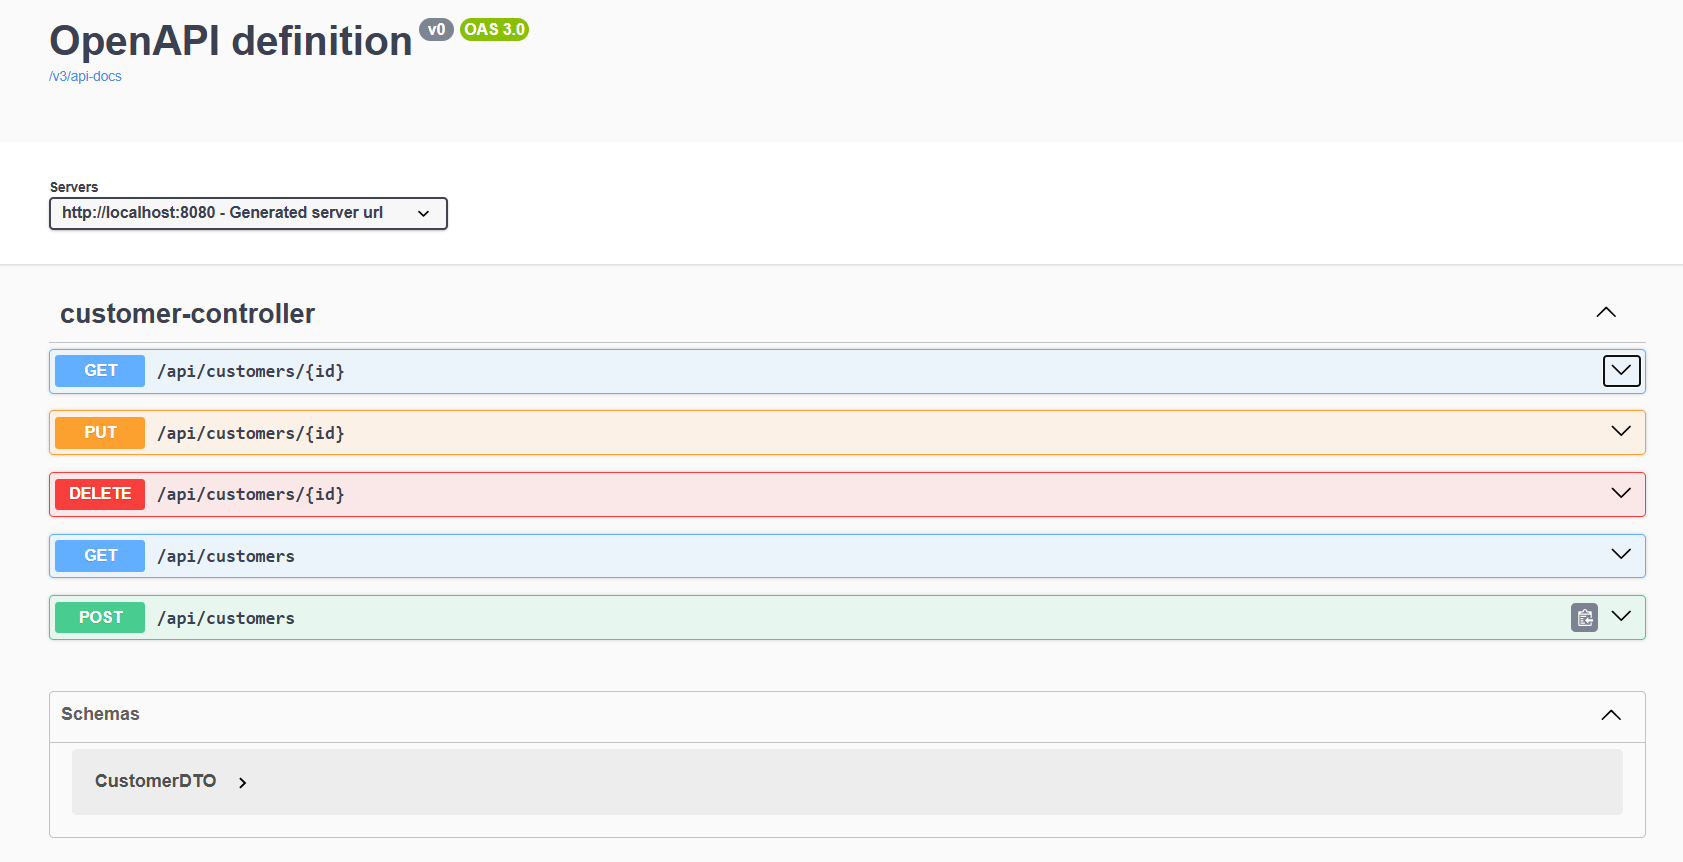 OpenAPI definition v0 OAS 3.0
/v3/api-docs
Servers
http://localhost:8080 - Generated server url
customer-controller
GET /api/customers/{id}
PUT /api/customers/{id}
DELETE /api/customers/{id}
GET /api/customers
POST /api/customers
Schemas
CustomerDTO